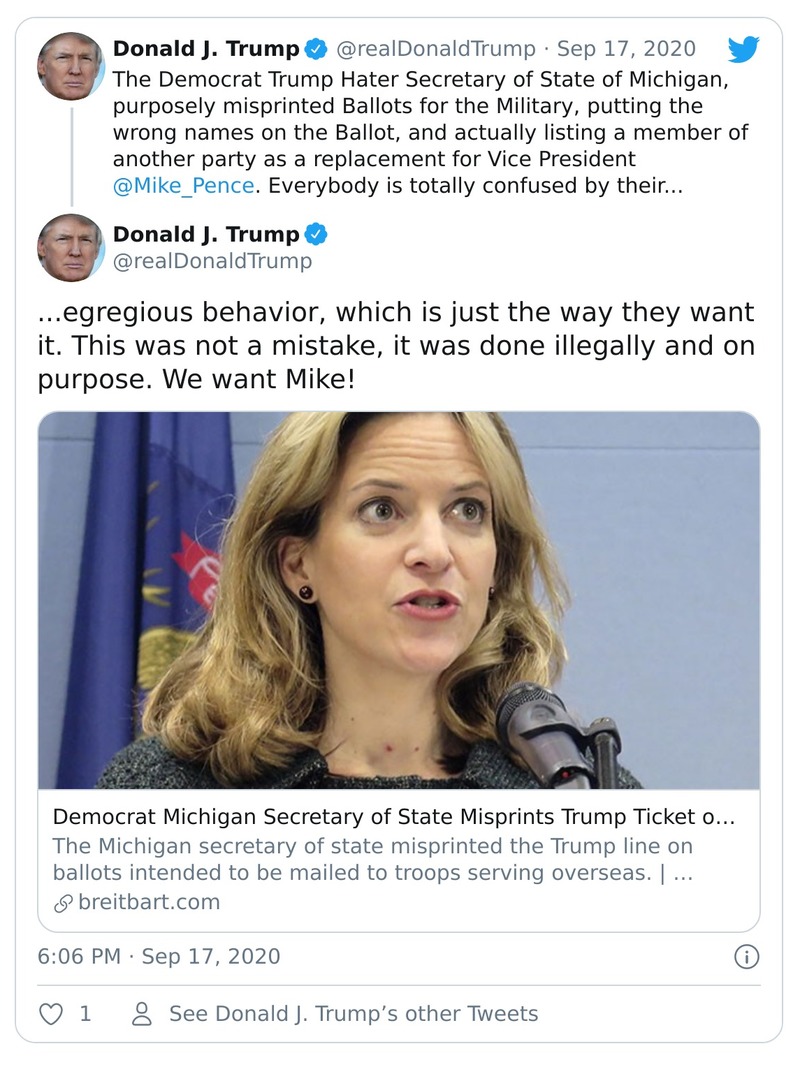 Donald J. Trump @realDonaldTrump · Sep 17, 2020
The Democrat Trump Hater Secretary of State of Michigan,
purposely misprinted Ballots for the Military, putting the
wrong names on the Ballot, and actually listing a member of
another party as a replacement for Vice President
@Mike_Pence. Everybody is totally confused by their...
Donald J. Trump
@realDonaldTrump
...egregious behavior, which is just the way they want
it. This was not a mistake, it was done illegally and on
purpose. We want Mike!
Democrat Michigan Secretary of State Misprints Trump Ticket o...
The Michigan secretary of state misprinted the Trump line on
ballots intended to be mailed to troops serving overseas. | ...
breitbart.com
6:06 PM · Sep 17, 2020
1 See Donald J. Trump’s other Tweets